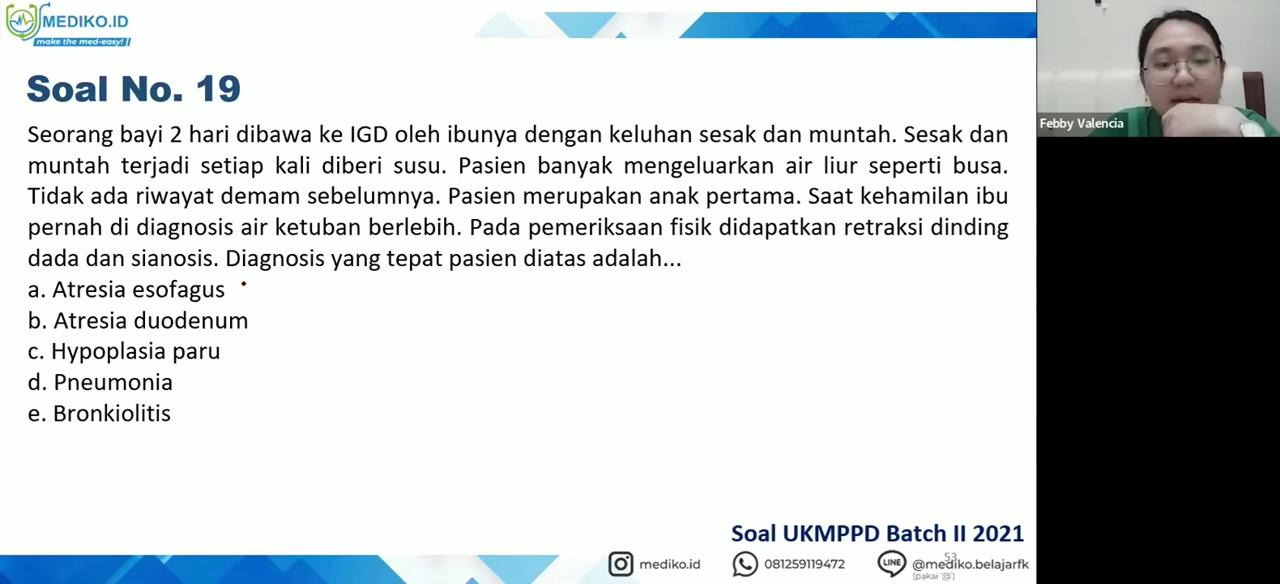 MEDIKO.ID
make the med-easy!
Soal No. 19
Seorang bayi 2 hari dibawa ke IGD oleh ibunya dengan keluhan sesak dan muntah. Sesak dan
muntah terjadi setiap kali diberi susu. Pasien banyak mengeluarkan air liur seperti busa.
Tidak ada riwayat demam sebelumnya. Pasien merupakan anak pertama. Saat kehamilan ibu
pernah di diagnosis air ketuban berlebih. Pada pemeriksaan fisik didapatkan retraksi dinding
dada dan sianosis. Diagnosis yang tepat pasien diatas adalah...
a. Atresia esofagus
b. Atresia duodenum
c. Hypoplasia paru
d. Pneumonia
e. Bronkiolitis
Soal UKMPPD Batch II 2021
53
mediko.id
081259119472
LINE
@mediko.belajarfk
(pakai '@')
Febby Valencia